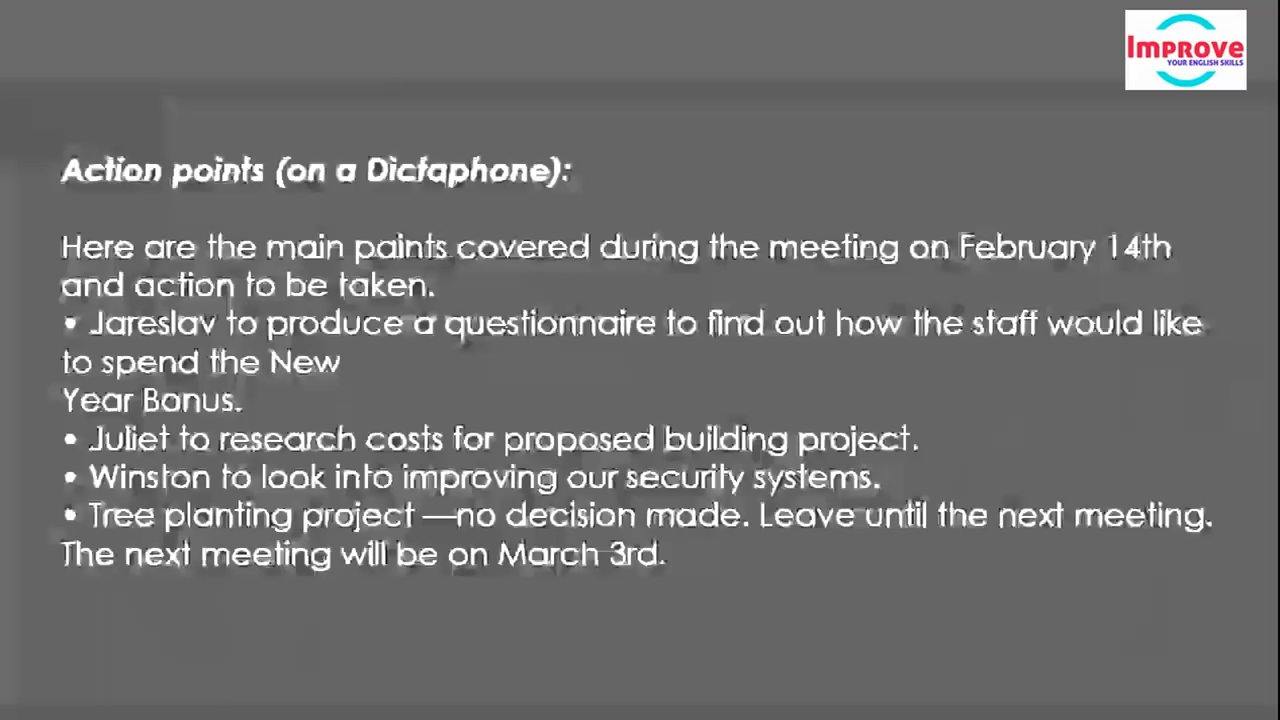 Improve
YOUR ENGLISH SKILLS
Action points (on a Dictaphone):
Here are the main points covered during the meeting on February 14th
and action to be taken.
• Jareslav to produce a questionnaire to find out how the staff would like
to spend the New
Year Bonus.
• Juliet to research costs for proposed building project.
• Winston to look into improving our security systems.
• Tree planting project —no decision made. Leave until the next meeting.
The next meeting will be on March 3rd.